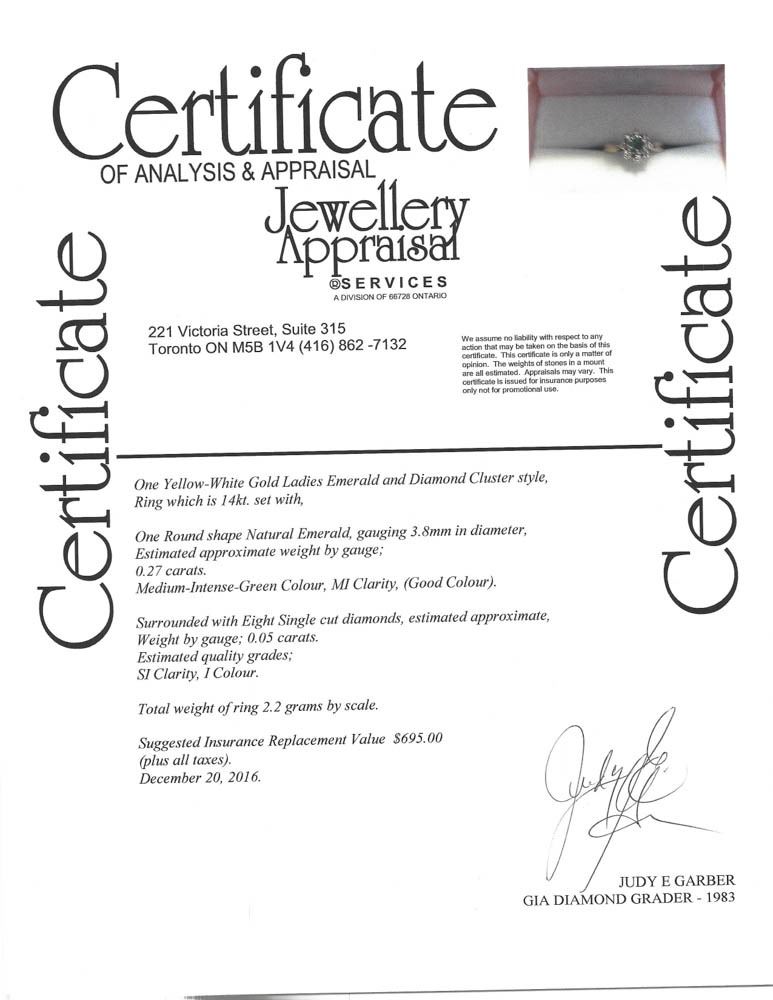 Certificate
OF ANALYSIS & APPRAISAL
Jewellery
Appraisal
SERVICES
A DIVISION OF 66728 ONTARIO
221 Victoria Street, Suite 315
Toronto ON M5B 1V4 (416) 862 -7132
We assume no liability with respect to any
action that may be taken on the basis of this
certificate. This certificate is only a matter of
opinion. The weights of stones in a mount
are all estimated. Appraisals may vary. This
certificate is issued for insurance purposes
only not for promotional use.
Certificate
Certificate
One Yellow-White Gold Ladies Emerald and Diamond Cluster style,
Ring which is 14kt. set with,
One Round shape Natural Emerald, gauging 3.8mm in diameter,
Estimated approximate weight by gauge;
0.27 carats.
Medium-Intense-Green Colour, MI Clarity, (Good Colour).
Surrounded with Eight Single cut diamonds, estimated approximate,
Weight by gauge; 0.05 carats.
Estimated quality grades;
SI Clarity, I Colour.
Total weight of ring 2.2 grams by scale.
Suggested Insurance Replacement Value $695.00
(plus all taxes).
December 20, 2016.
JUDY E GARBER
GIA DIAMOND GRADER - 1983